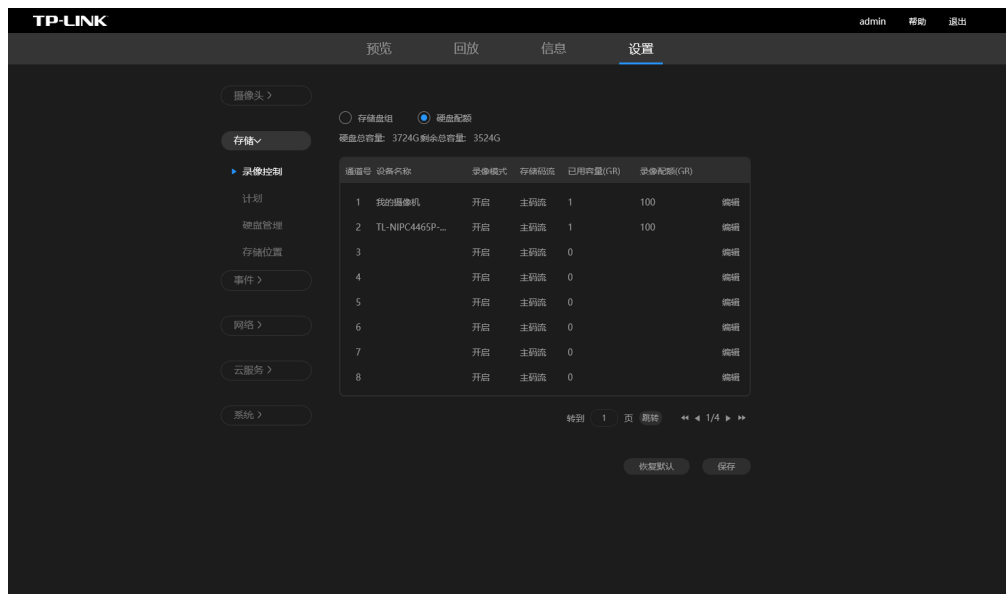 TP-LINK admin 帮助 退出
预览 回放 信息 设置
摄像头 >
存储盘组 硬盘配额
存储
硬盘总容量: 3724G 剩余总容量: 3524G
录像控制
计划
硬盘管理
存储位置
事件 >
网络 >
云服务 >
系统 >
通道号 设备名称 录像模式 存储码流 已用容量(GB) 录像配额(GB)
1 我的摄像机 开启 主码流 1 100 编辑
2 TL-NIPC4465P-... 开启 主码流 1 100 编辑
3 开启 主码流 0 编辑
4 开启 主码流 0 编辑
5 开启 主码流 0 编辑
6 开启 主码流 0 编辑
7 开启 主码流 0 编辑
8 开启 主码流 0 编辑
转到 1 页 跳转 1/4
恢复默认 保存